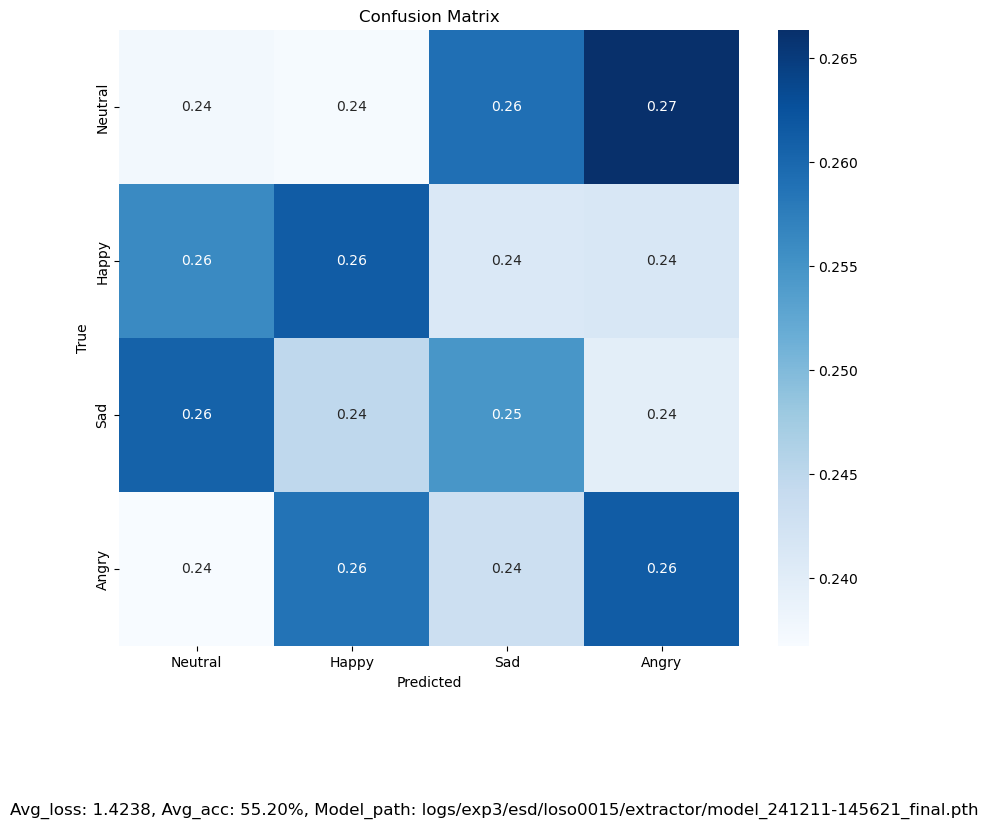 Confusion Matrix
Neutral 0.24 0.24 0.26 0.27
Happy 0.26 0.26 0.24 0.24
Sad 0.26 0.24 0.25 0.24
Angry 0.24 0.26 0.24 0.26
True
Neutral Happy Sad Angry
Predicted
0.265
0.260
0.255
0.250
0.245
0.240
Avg_loss: 1.4238, Avg_acc: 55.20%, Model_path: logs/exp3/esd/loso0015/extractor/model_241211-145621_final.pth